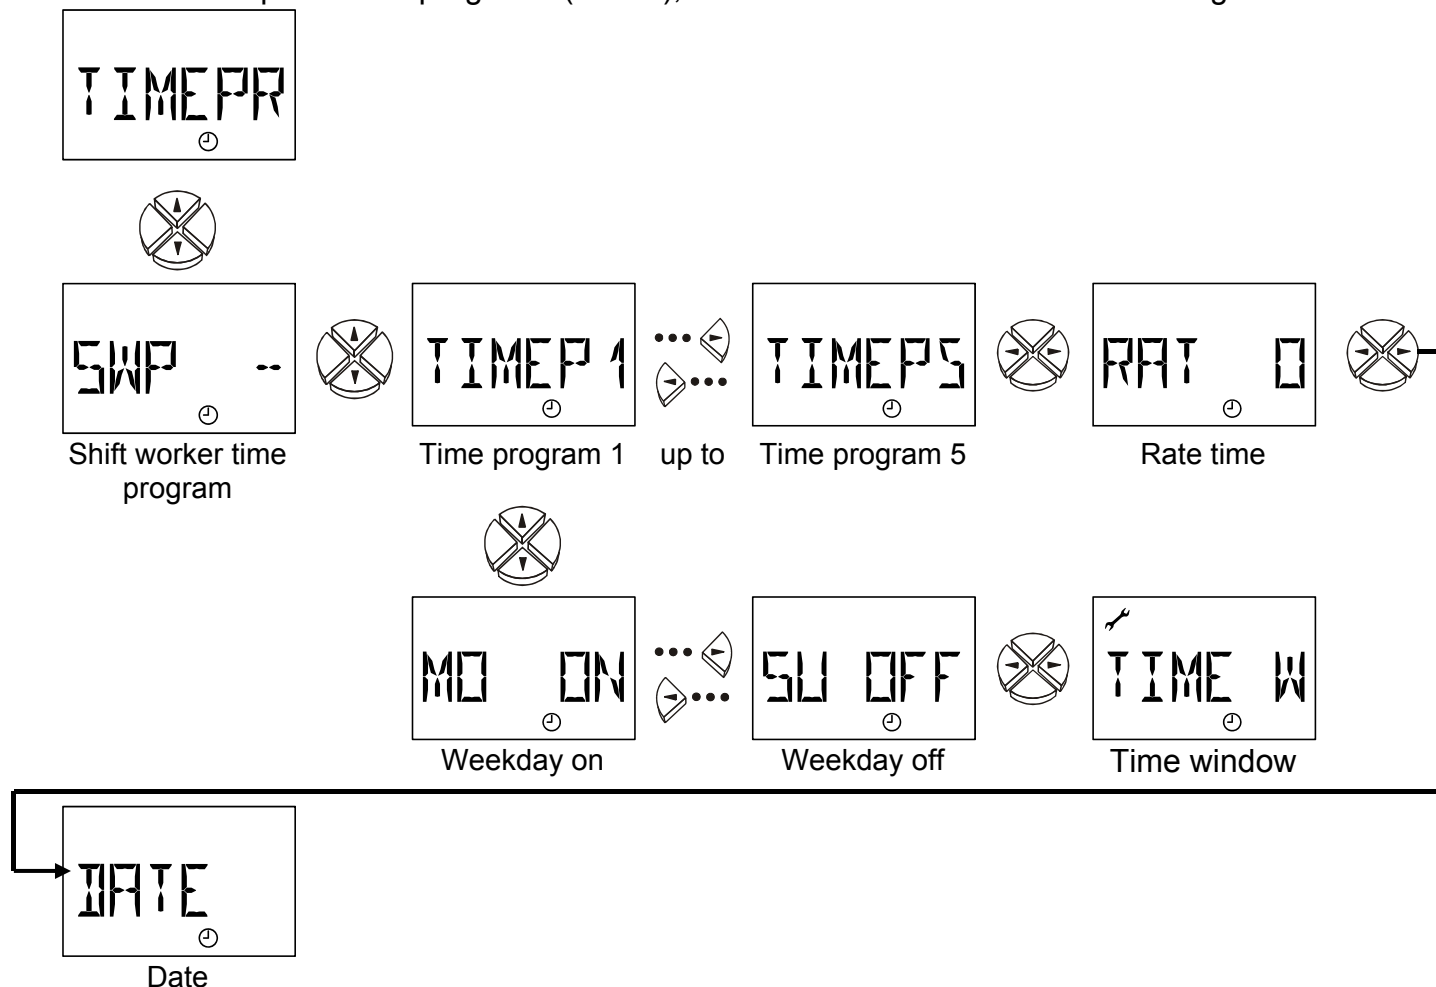 TIMEPR
SWP --
TIMEP1
TIMEP5
RAT 0
Shift worker time
program
Time program 1
up to
Time program 5
Rate time
MO ON
SU OFF
TIME W
Weekday on
Weekday off
Time window
DATE
Date